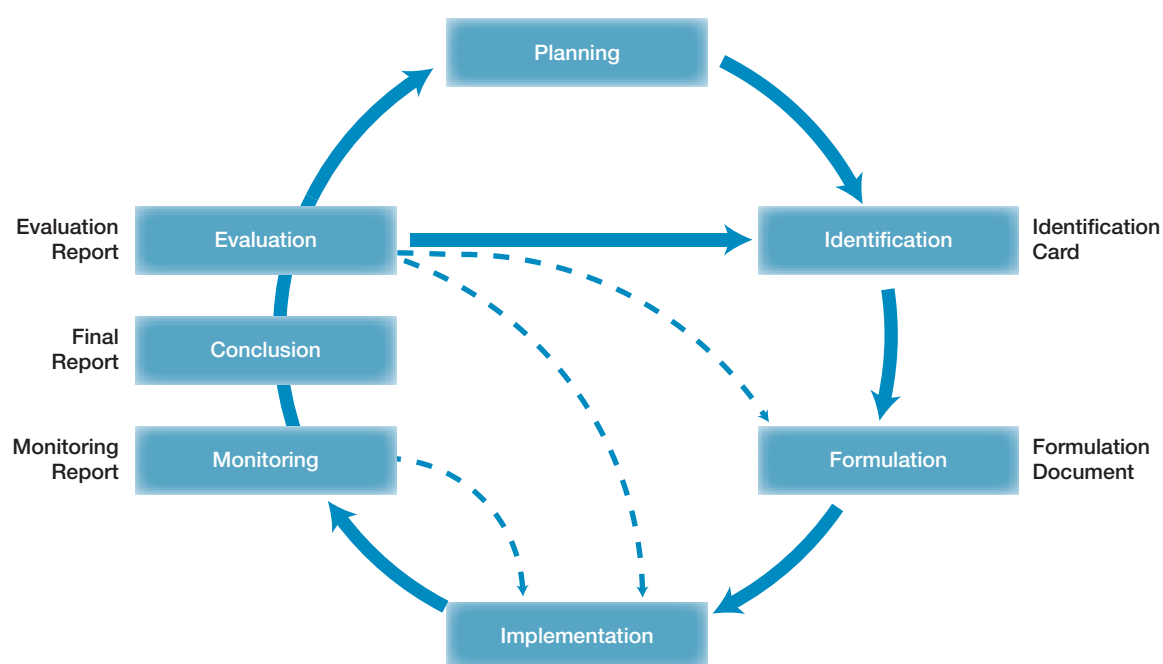 Planning
Evaluation
Report
Evaluation
Identification
Identification
Card
Final
Report
Conclusion
Monitoring
Report
Monitoring
Formulation
Formulation
Document
Implementation